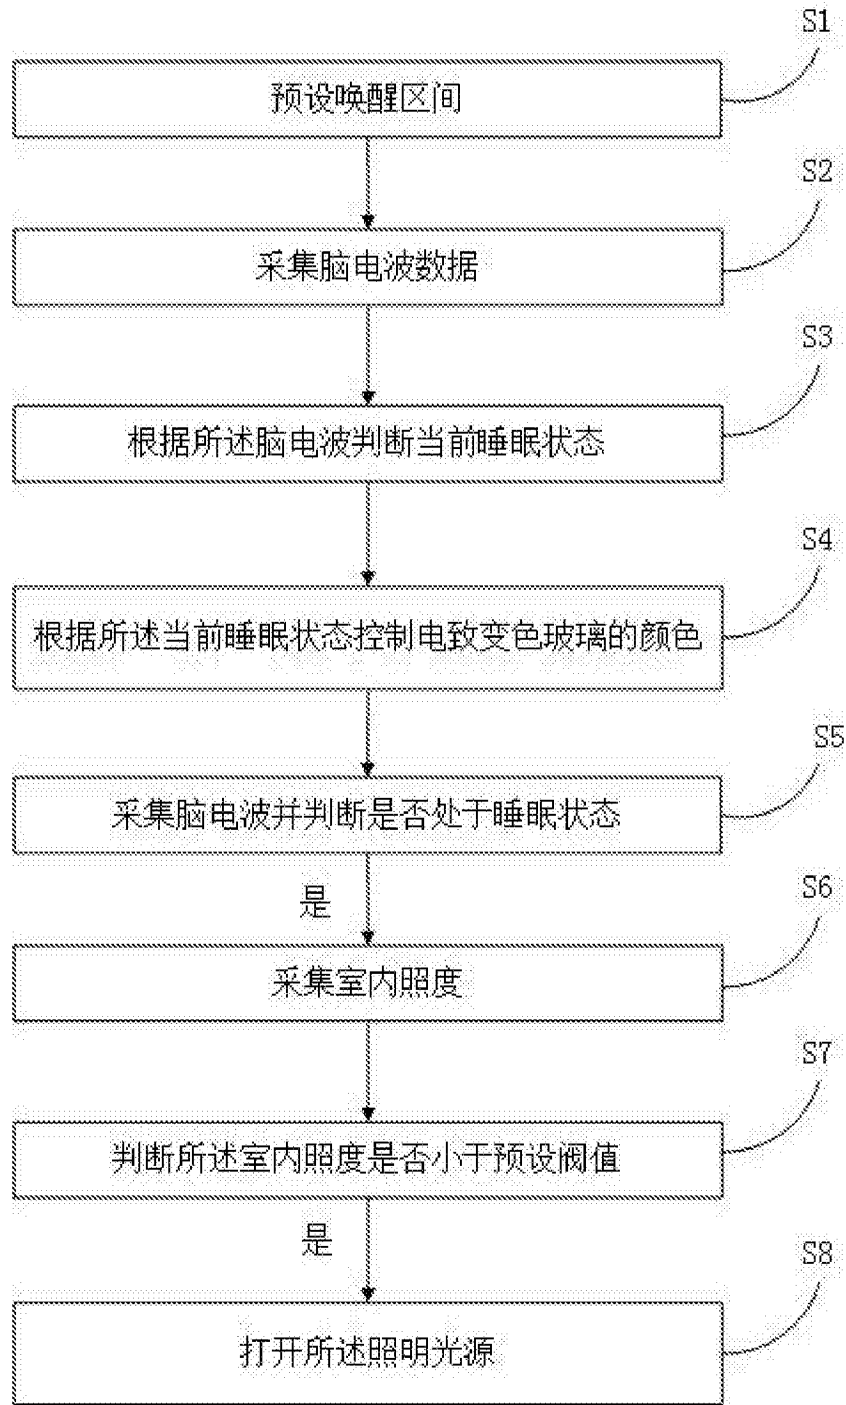 S1
预设唤醒区间
S2
采集脑电波数据
S3
根据所述脑电波判断当前睡眠状态
S4
根据所述当前睡眠状态控制电致变色玻璃的颜色
S5
采集脑电波并判断是否处于睡眠状态
是
S6
采集室内照度
S7
判断所述室内照度是否小于预设阀值
是
S8
打开所述照明光源